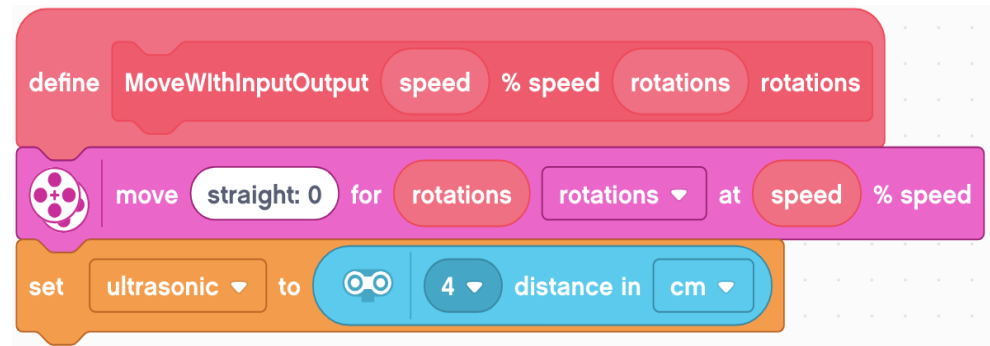 define MoveWIthInputOutput speed % speed rotations rotations
move straight: 0 for rotations rotations at speed % speed
set ultrasonic to 4 distance in cm